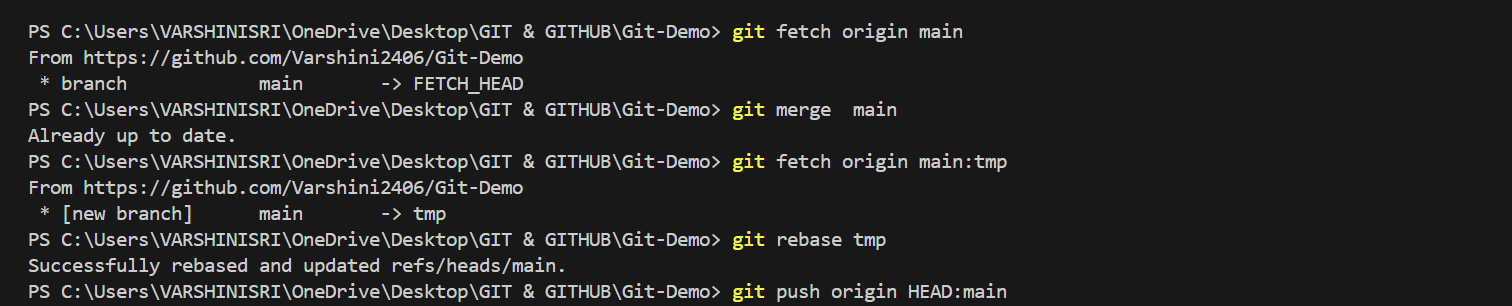 PS C:\Users\VARSHINISRI\OneDrive\Desktop\GIT & GITHUB\Git-Demo> git fetch origin main
From https://github.com/Varshini2406/Git-Demo
 * branch            main       -> FETCH_HEAD
PS C:\Users\VARSHINISRI\OneDrive\Desktop\GIT & GITHUB\Git-Demo> git merge  main
Already up to date.
PS C:\Users\VARSHINISRI\OneDrive\Desktop\GIT & GITHUB\Git-Demo> git fetch origin main:tmp
From https://github.com/Varshini2406/Git-Demo
 * [new branch]      main       -> tmp
PS C:\Users\VARSHINISRI\OneDrive\Desktop\GIT & GITHUB\Git-Demo> git rebase tmp
Successfully rebased and updated refs/heads/main.
PS C:\Users\VARSHINISRI\OneDrive\Desktop\GIT & GITHUB\Git-Demo> git push origin HEAD:main